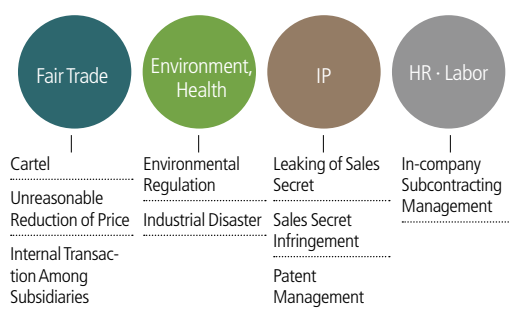 Fair Trade
Environment,
Health
IP
HR · Labor
Cartel
Unreasonable
Reduction of Price
Internal Transac-
tion Among
Subsidiaries
Environmental
Regulation
Industrial Disaster
Leaking of Sales
Secret
Sales Secret
Infringement
Patent
Management
In-company
Subcontracting
Management